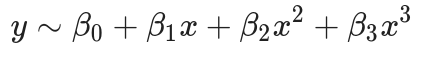 y ∼ β₀ + β₁x + β₂x² + β₃x³